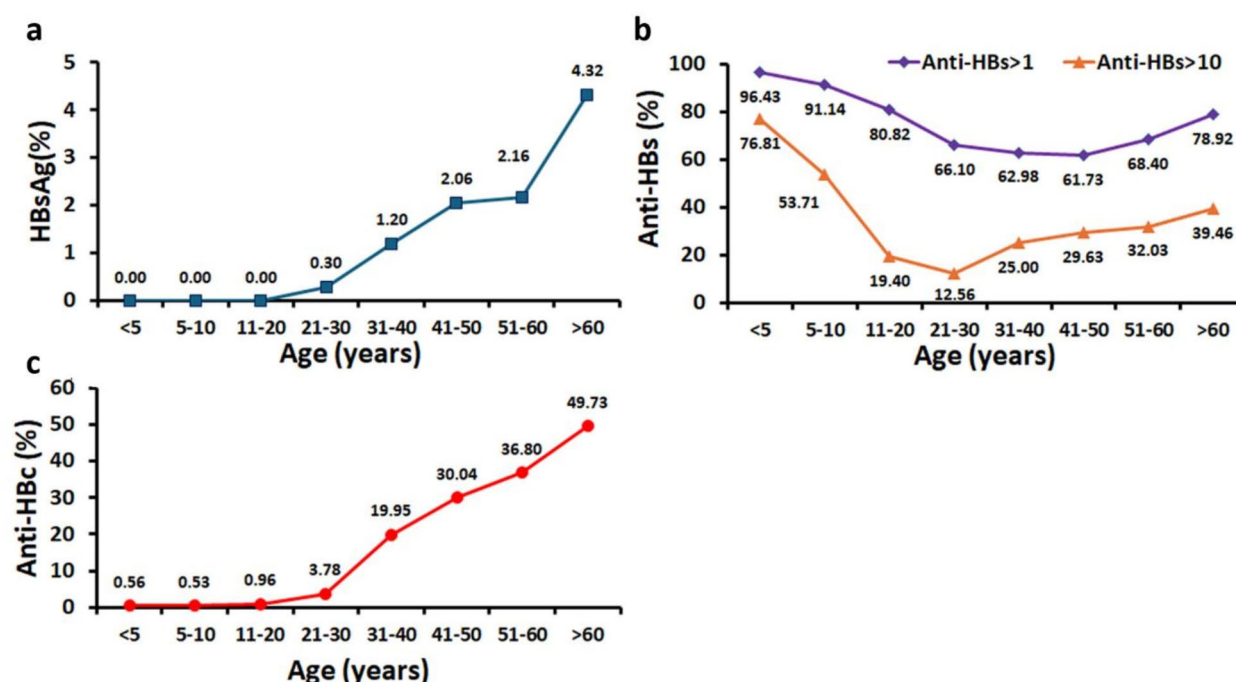 a
HBsAg(%)
5
4
3
2
1
0
0.00 0.00 0.00 0.30 1.20 2.06 2.16 4.32
<5 5-10 11-20 21-30 31-40 41-50 51-60 >60
Age (years)
b
Anti-HBs>1 Anti-HBs>10
Anti-HBs (%)
100
80
60
40
20
0
96.43 91.14 80.82 66.10 62.98 61.73 68.40 78.92
76.81 53.71 19.40 12.56 25.00 29.63 32.03 39.46
<5 5-10 11-20 21-30 31-40 41-50 51-60 >60
Age (years)
c
Anti-HBc (%)
60
50
40
30
20
10
0
0.56 0.53 0.96 3.78 19.95 30.04 36.80 49.73
<5 5-10 11-20 21-30 31-40 41-50 51-60 >60
Age (years)